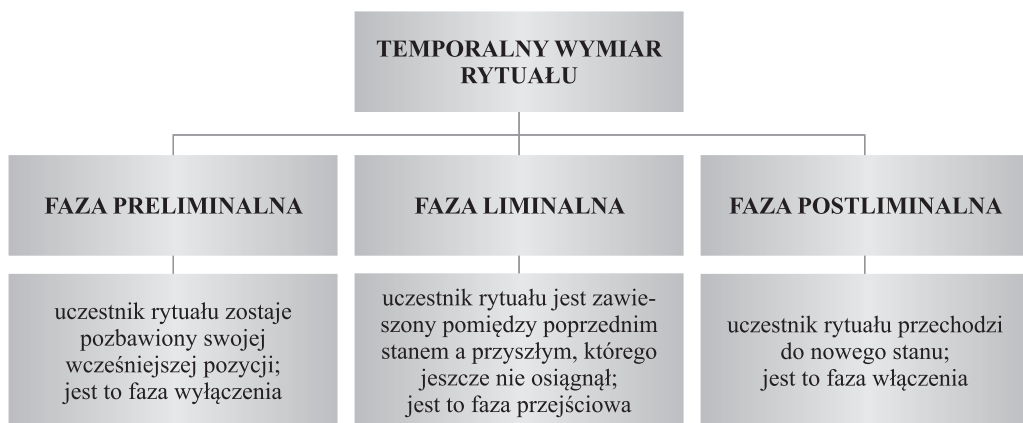 TEMPORALNY WYMIAR
RYTUAŁU
FAZA PRELIMINALNA
FAZA LIMINALNA
FAZA POSTLIMINALNA
uczestnik rytuału zostaje
pozbawiony swojej
wcześniejszej pozycji;
jest to faza wyłączenia
uczestnik rytuału jest zawie-
szony pomiędzy poprzednim
stanem a przyszłym, którego
jeszcze nie osiągnął;
jest to faza przejściowa
uczestnik rytuału przechodzi
do nowego stanu;
jest to faza włączenia